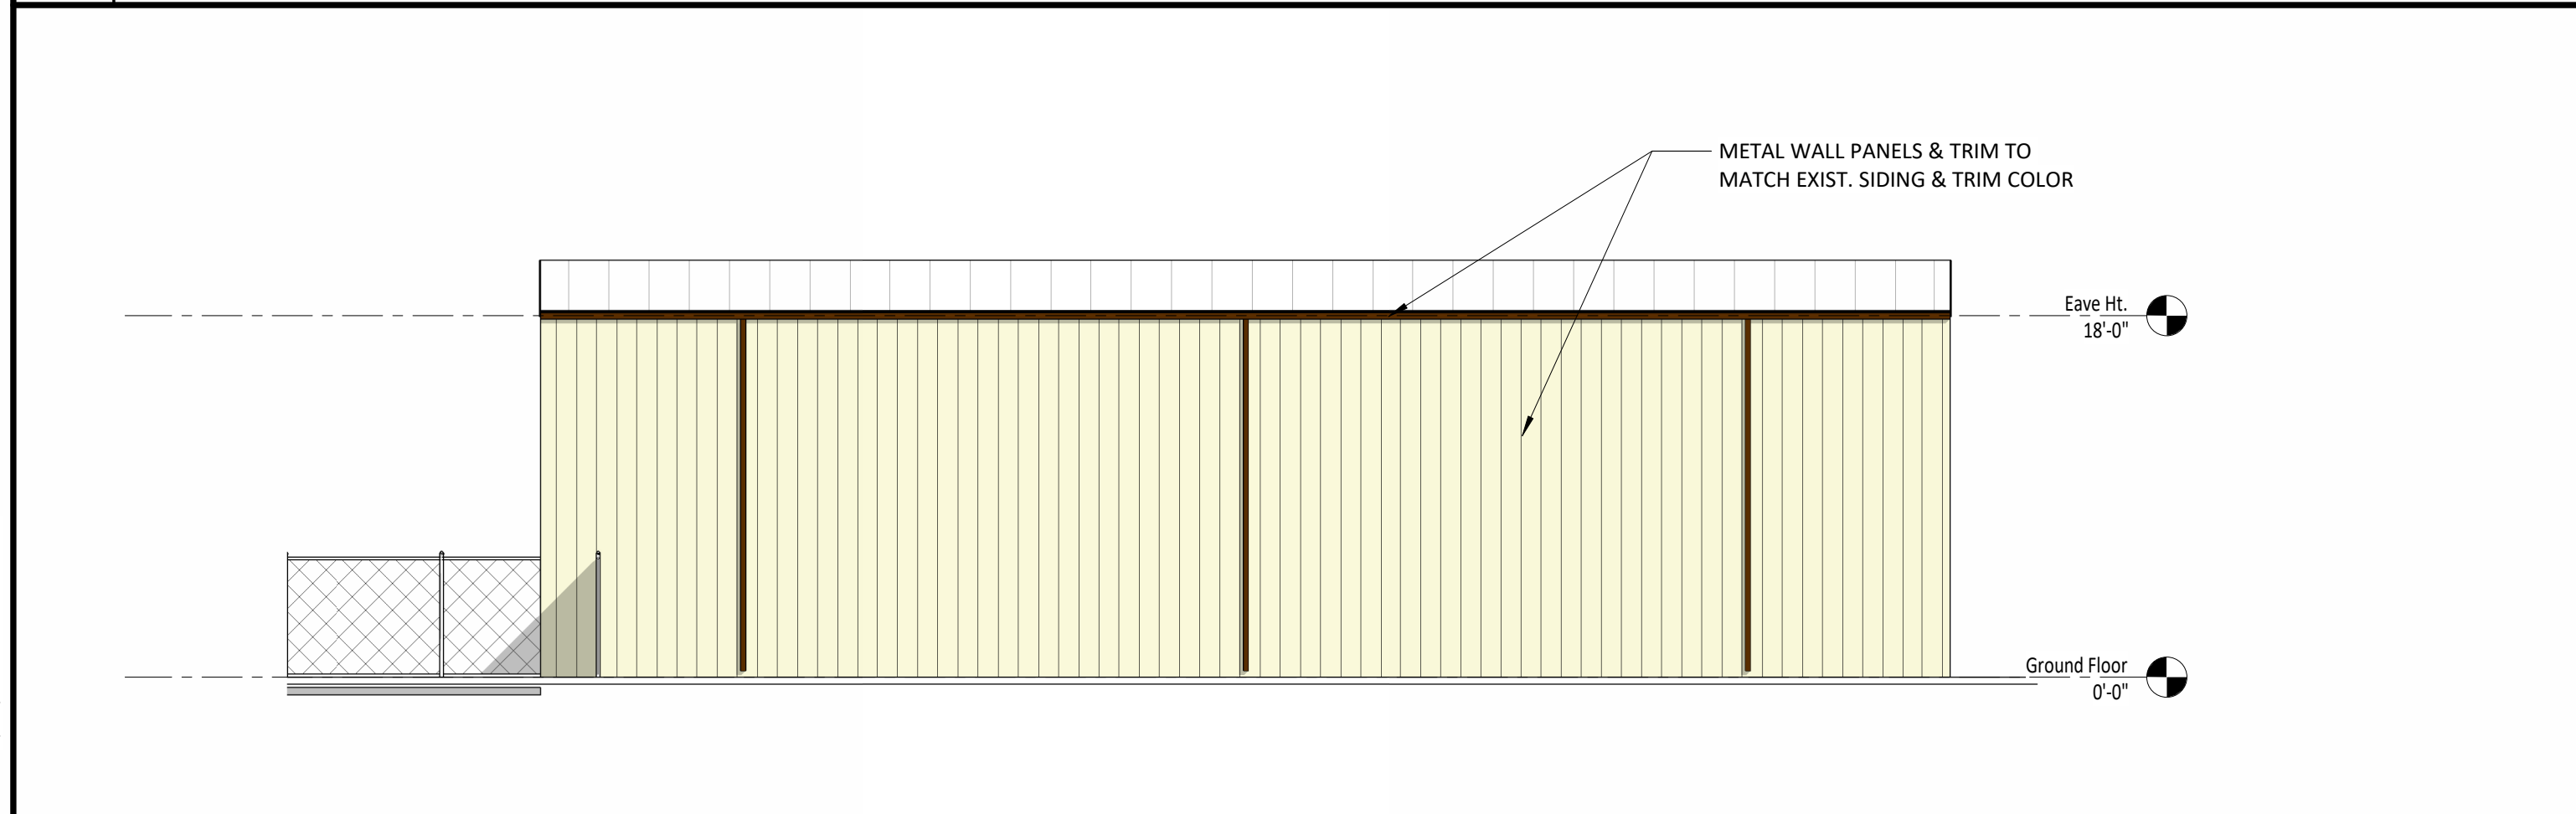 METAL WALL PANELS & TRIM TO
MATCH EXIST. SIDING & TRIM COLOR
Eave Ht.
18'-0"
Ground Floor
0'-0"